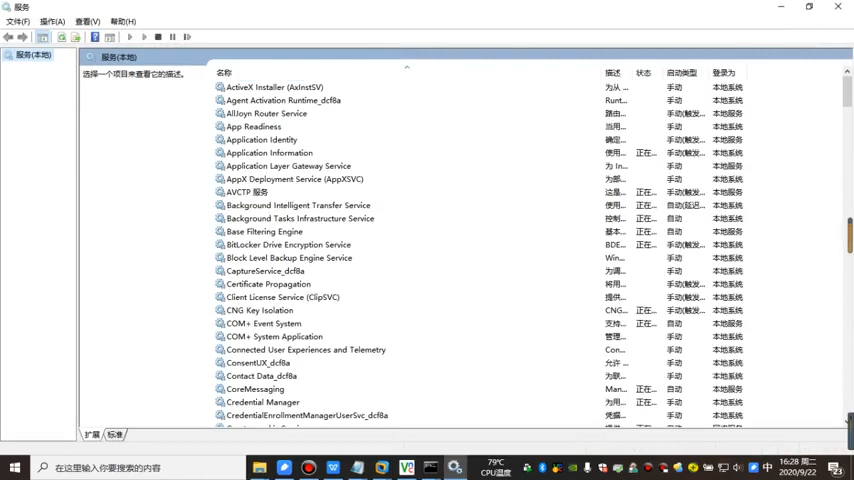 服务
文件(F) 操作(A) 查看(V) 帮助(H)
服务(本地)
服务(本地)
选择一个项目来查看它的描述。
名称 描述 状态 启动类型 登录为
ActiveX Installer (AxInstSV) 为从... 手动 本地系统
Agent Activation Runtime_dcf8a Runt... 手动 本地系统
AllJoyn Router Service 路由... 手动(触发... 本地服务
App Readiness 当用... 手动 本地系统
Application Identity 确定... 手动(触发... 本地服务
Application Information 使用... 正在... 手动(触发... 本地系统
Application Layer Gateway Service 为 In... 手动 本地服务
AppX Deployment Service (AppXSVC) 为部... 手动 本地系统
AVCTP 服务 这是... 正在... 手动(触发... 本地服务
Background Intelligent Transfer Service 使用... 正在... 自动(延迟... 本地系统
Background Tasks Infrastructure Service 控制... 正在... 自动 本地系统
Base Filtering Engine 基本... 正在... 自动 本地服务
BitLocker Drive Encryption Service BDE... 正在... 手动(触发... 本地系统
Block Level Backup Engine Service Win... 手动 本地系统
CaptureService_dcf8a 为调... 手动 本地系统
Certificate Propagation 将用... 手动(触发... 本地系统
Client License Service (ClipSVC) 提供... 手动(触发... 本地系统
CNG Key Isolation CNG... 正在... 手动(触发... 本地系统
COM+ Event System 支持... 正在... 自动 本地服务
COM+ System Application 管理... 手动 本地系统
Connected User Experiences and Telemetry Con... 手动 本地系统
ConsentUX_dcf8a 允许... 手动 本地系统
Contact Data_dcf8a 为联... 手动 本地系统
CoreMessaging Man... 正在... 自动 本地服务
Credential Manager 为用... 正在... 手动 本地系统
CredentialEnrollmentManagerUserSvc_dcf8a 凭据... 手动 本地系统
扩展 标准
在这里输入你要搜索的内容
79℃
CPU温度
中
16:28 周二
2020/9/22
23